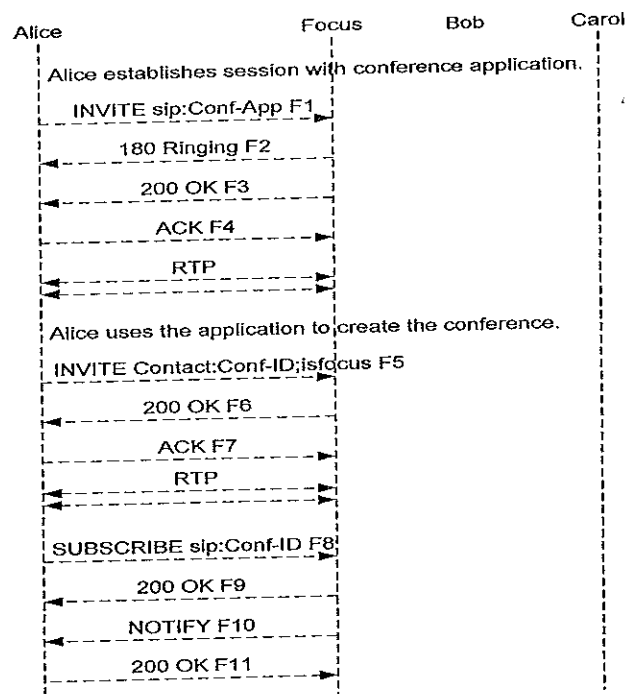 Alice Focus Bob Carol
Alice establishes session with conference application.
INVITE sip:Conf-App F1
180 Ringing F2
200 OK F3
ACK F4
RTP
Alice uses the application to create the conference.
INVITE Contact:Conf-ID;isfocus F5
200 OK F6
ACK F7
RTP
SUBSCRIBE sip:Conf-ID F8
200 OK F9
NOTIFY F10
200 OK F11